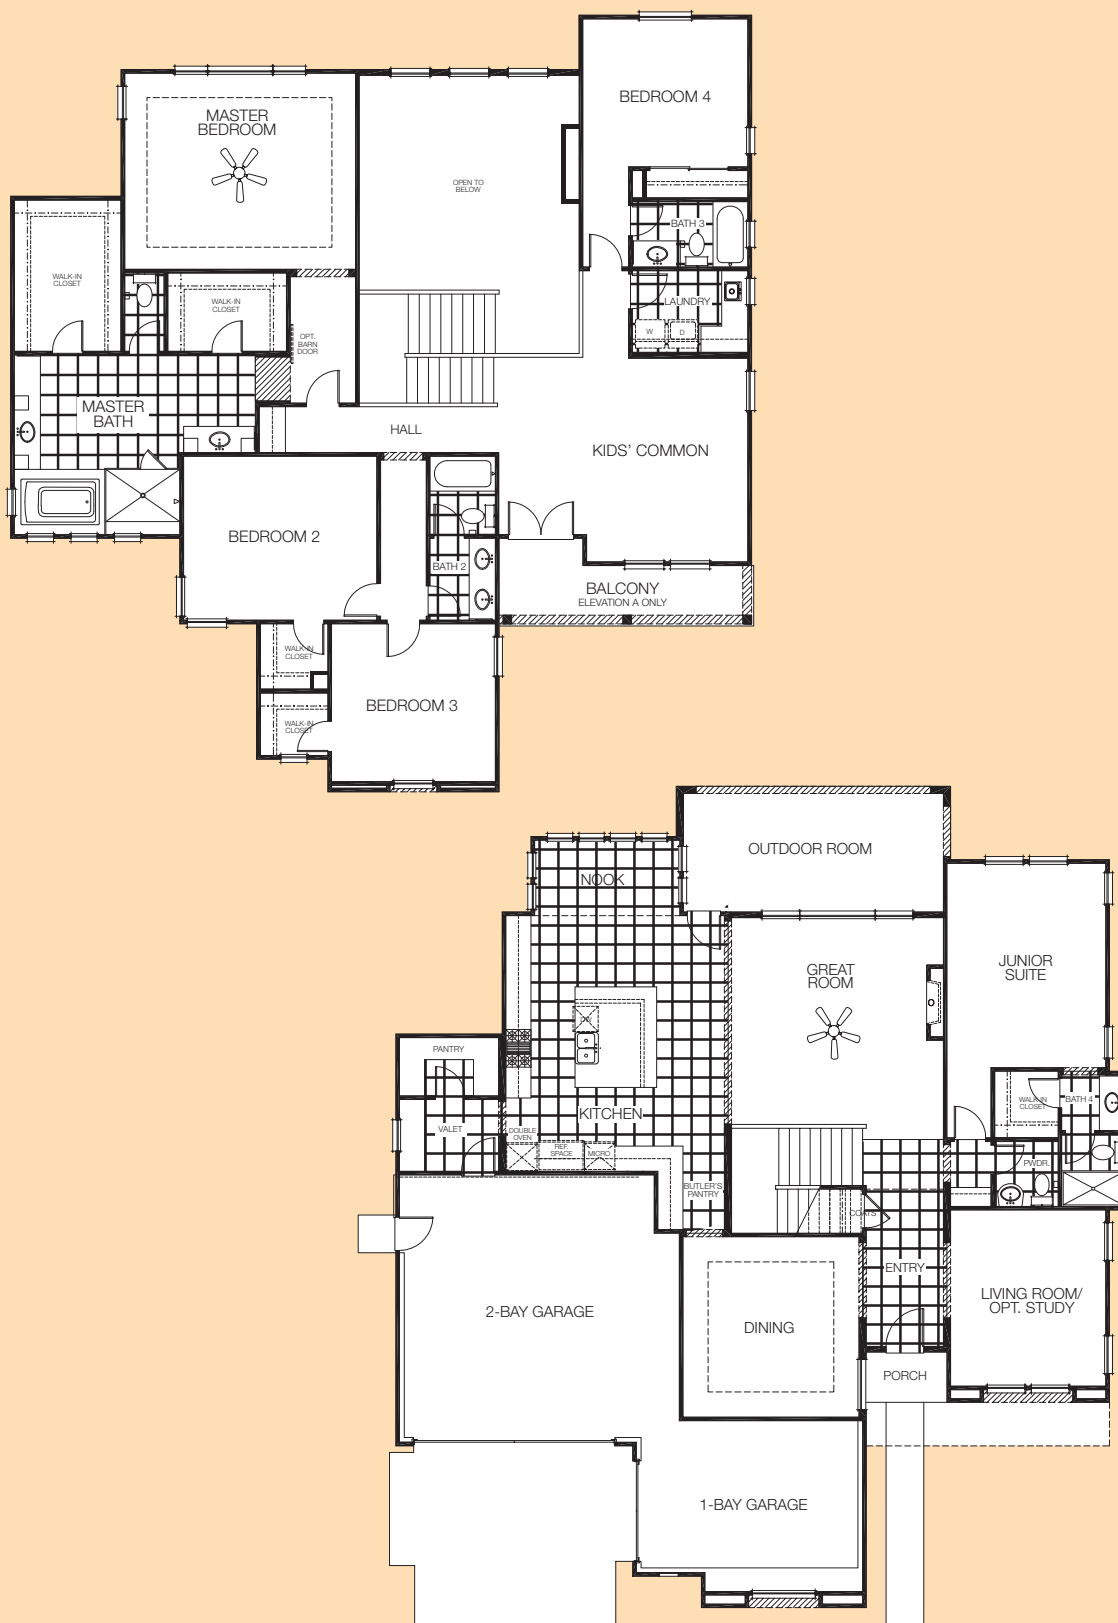 BEDROOM 4
MASTER
BEDROOM
OPEN TO
BELOW
BATH 3
WALK-IN
CLOSET
WALK-IN
CLOSET
LAUNDRY
W
D
OPT.
BARN
DOOR
MASTER
BATH
HALL
KIDS' COMMON
BEDROOM 2
BATH 2
BALCONY
ELEVATION A ONLY
WALK-IN
CLOSET
BEDROOM 3
WALK-IN
CLOSET
OUTDOOR ROOM
NOOK
GREAT
ROOM
JUNIOR
SUITE
DW
PANTRY
WALK-IN
CLOSET
BATH 4
KITCHEN
VALET
DOUBLE
OVEN
REF.
SPACE
MICRO
PWDR.
BUTLER'S
PANTRY
COATS
ENTRY
LIVING ROOM/
OPT. STUDY
2-BAY GARAGE
DINING
PORCH
1-BAY GARAGE